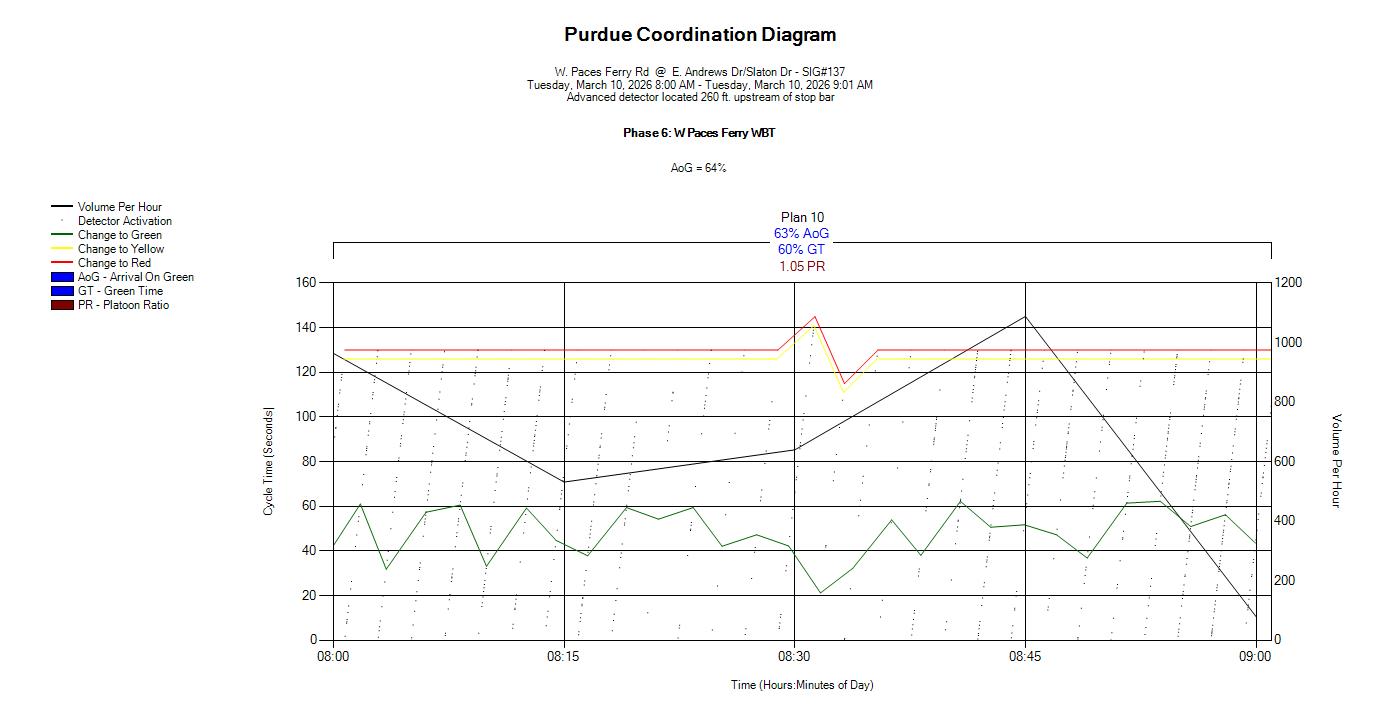 Purdue Coordination Diagram
W. Paces Ferry Rd @ E. Andrews Dr/Slaton Dr - SIG#137
Tuesday, March 10, 2026 8:00 AM - Tuesday, March 10, 2026 9:01 AM
Advanced detector located 260 ft. upstream of stop bar
Phase 6: W Paces Ferry WBT
AoG = 64%
Volume Per Hour
Detector Activation
Change to Green
Change to Yellow
Change to Red
AoG - Arrival On Green
GT - Green Time
PR - Platoon Ratio
Plan 10
63% AoG
60% GT
1.05 PR
160
140
120
100
80
60
40
20
0
Cycle Time (Seconds)
1200
1000
800
600
400
200
0
Volume Per Hour
08:00
08:15
08:30
08:45
09:00
Time (Hours:Minutes of Day)